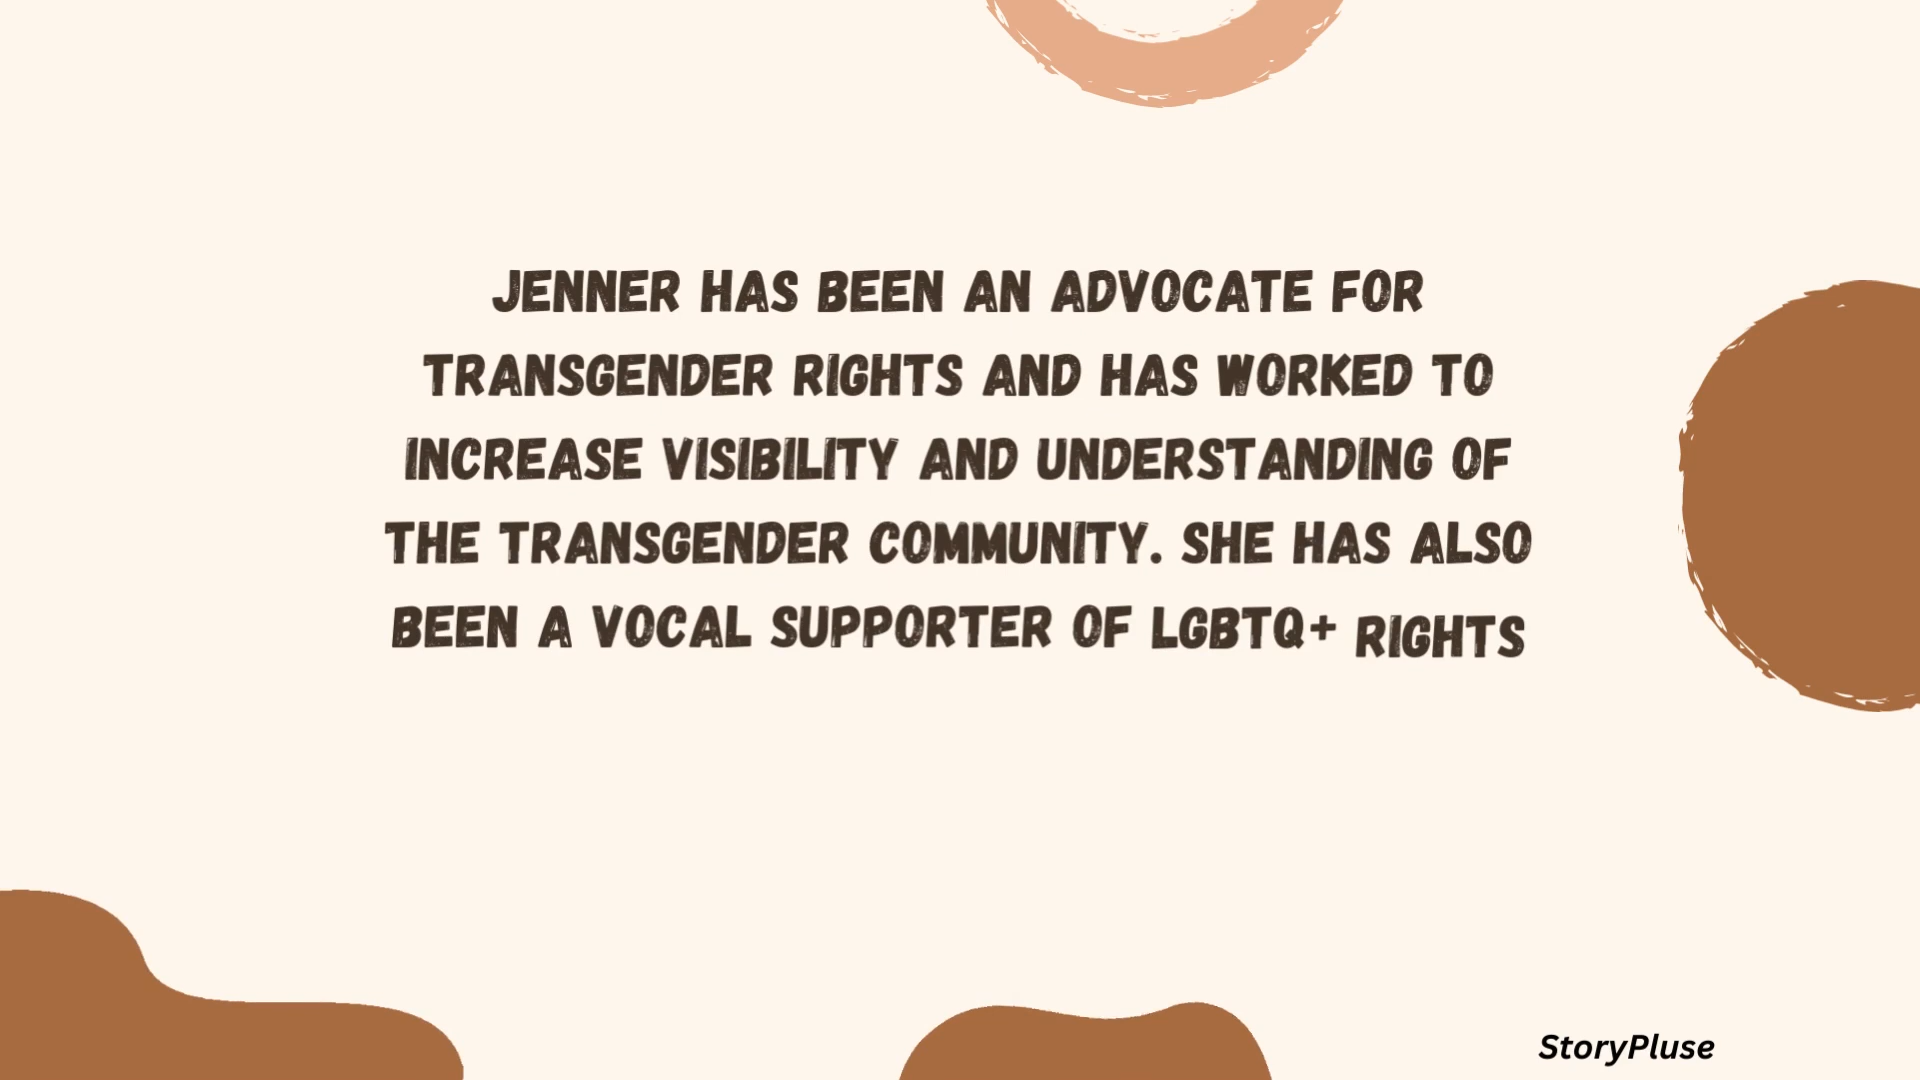 JENNER HAS BEEN AN ADVOCATE FOR
TRANSGENDER RIGHTS AND HAS WORKED TO
INCREASE VISIBILITY AND UNDERSTANDING OF
THE TRANSGENDER COMMUNITY. SHE HAS ALSO
BEEN A VOCAL SUPPORTER OF LGBTQ+ RIGHTS
StoryPluse